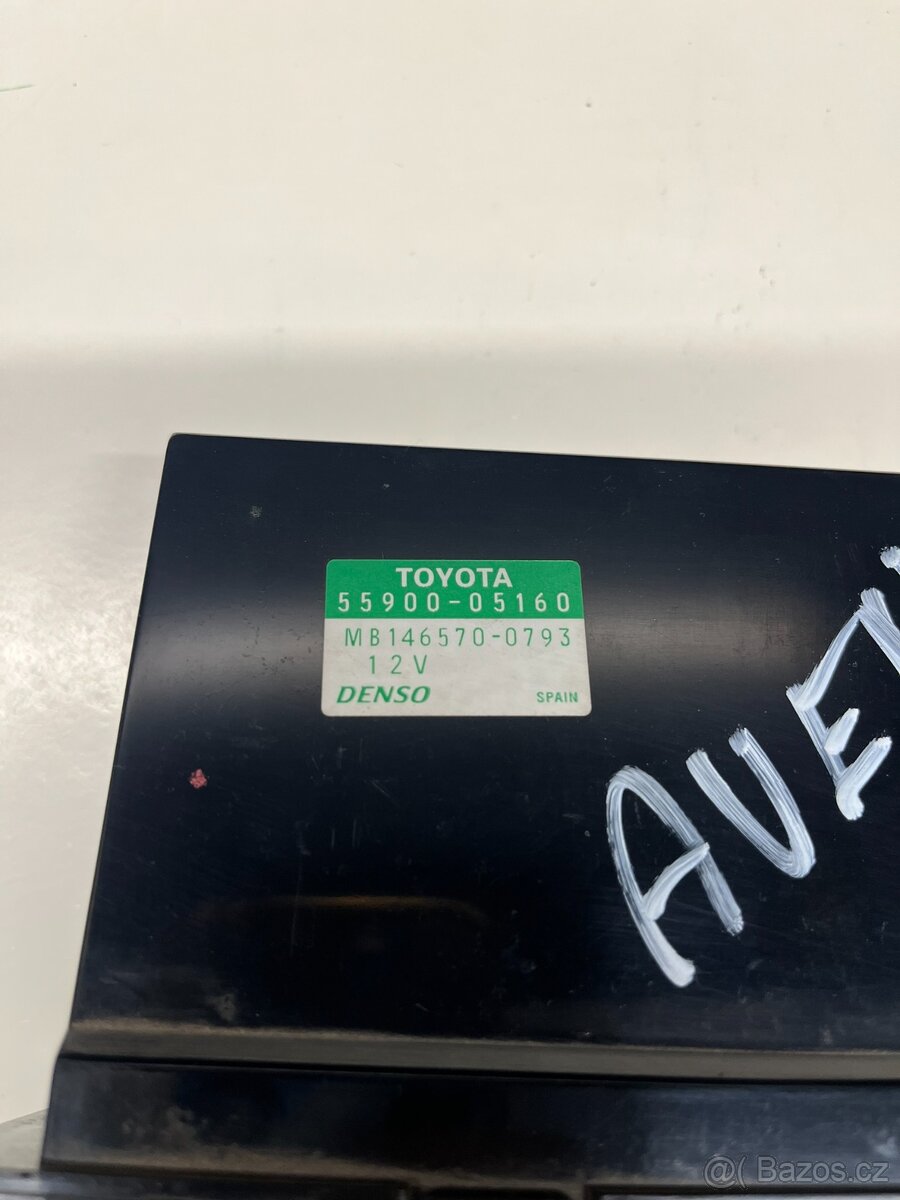 TOYOTA
55900-05160
MB146570-0793
12V
DENSO SPAIN
@( Bazos.cz